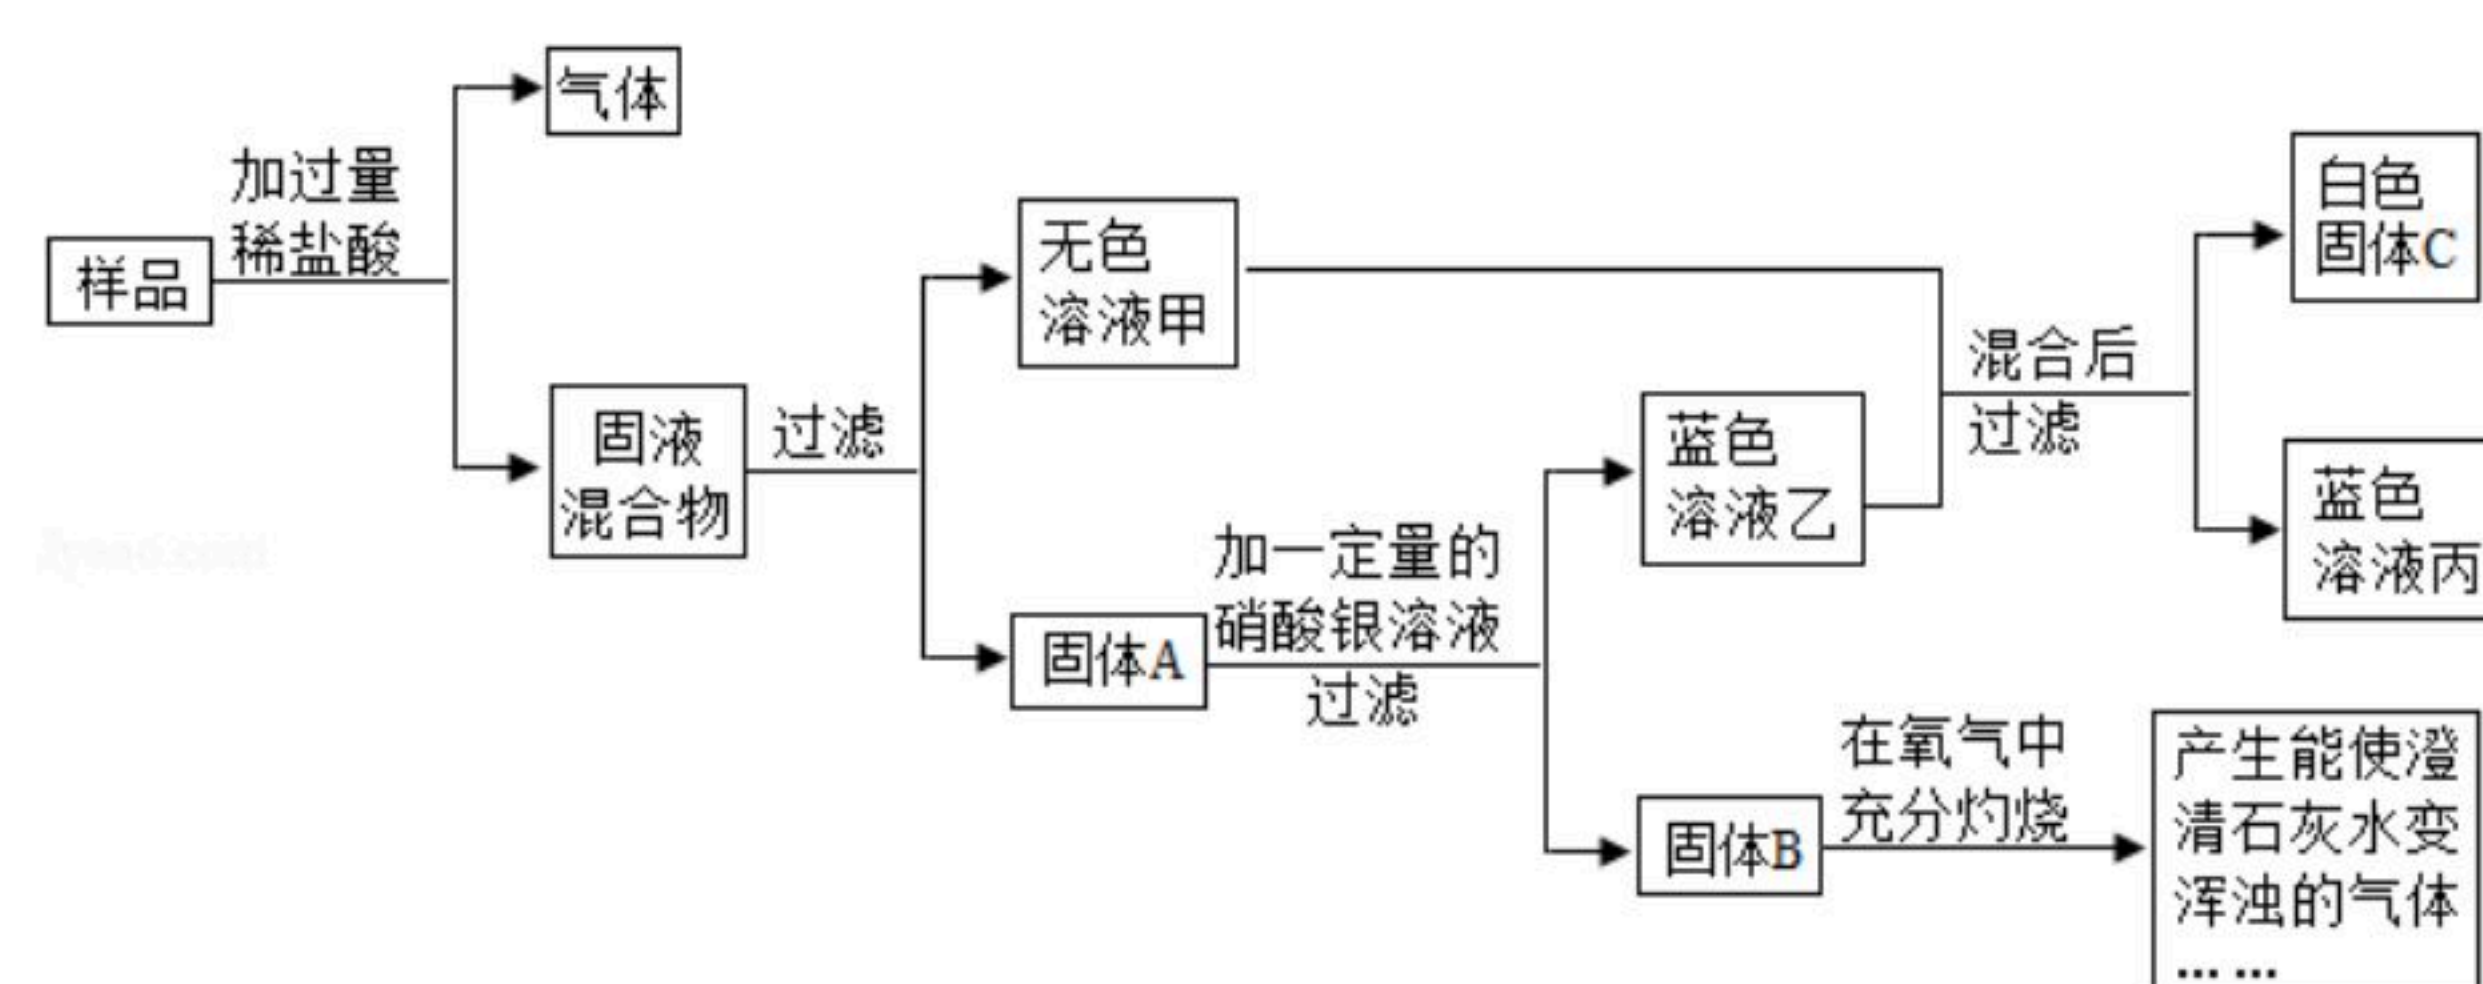 样品
加过量
稀盐酸
气体
固液
混合物
过滤
无色
溶液甲
固体A
加一定量的
硝酸银溶液
过滤
蓝色
溶液乙
固体B
混合后
过滤
白色
固体C
蓝色
溶液丙
在氧气中
充分灼烧
产生能使澄
清石灰水变
浑浊的气体
……